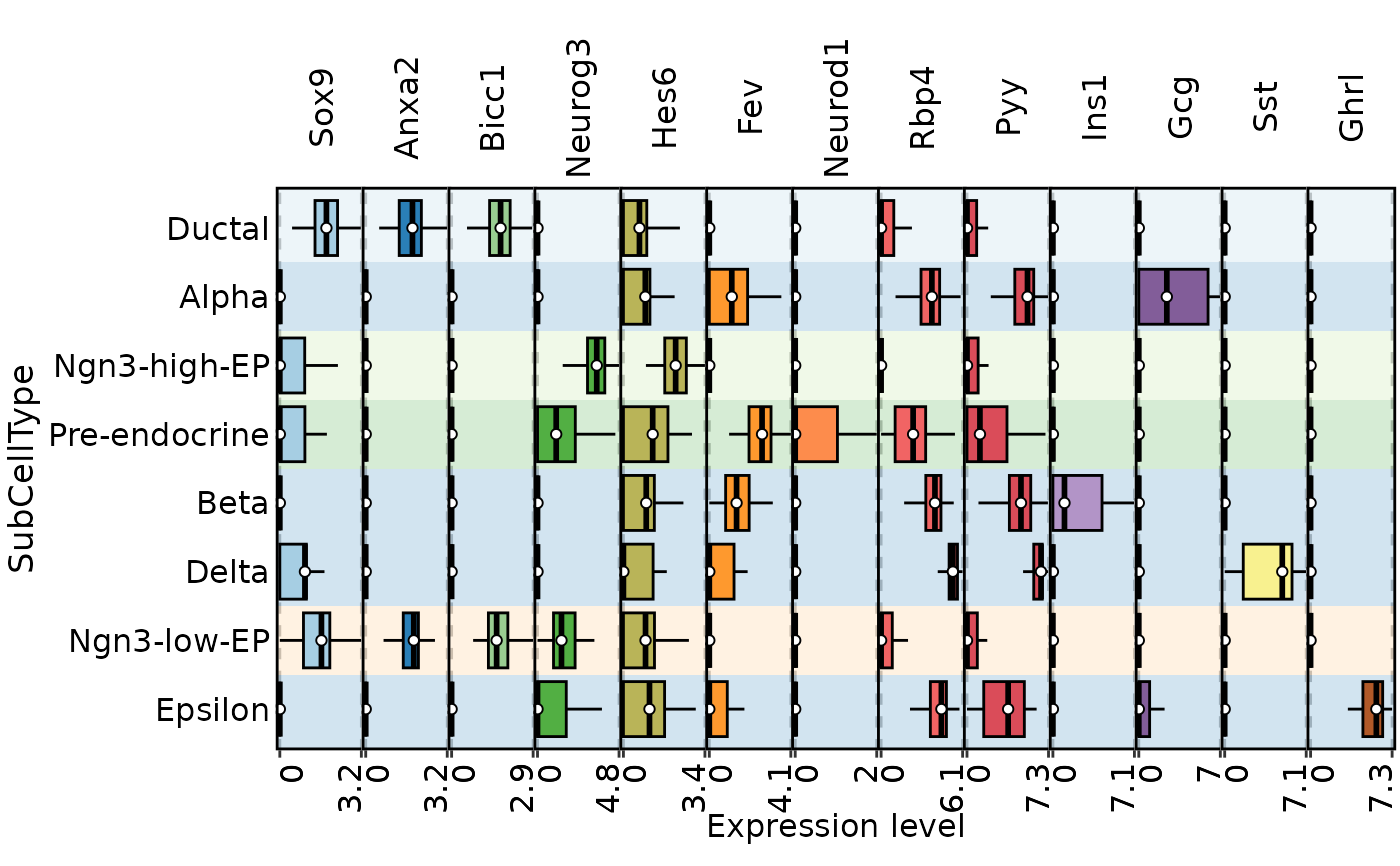 Sox9 Anxa2 Bicc1 Neurog3 Hes6 Fev Neurod1 Rbp4 Pyy Ins1 Gcg Sst Ghrl
SubCellType
Ductal
Alpha
Ngn3-high-EP
Pre-endocrine
Beta
Delta
Ngn3-low-EP
Epsilon
0 3.2 0 3.2 0 2.9 0 4.8 0 3.4 0 4.1 0 2 0 6.1 0 7.3 0 7.1 0 7 0 7.1 0 7.3
Expression level